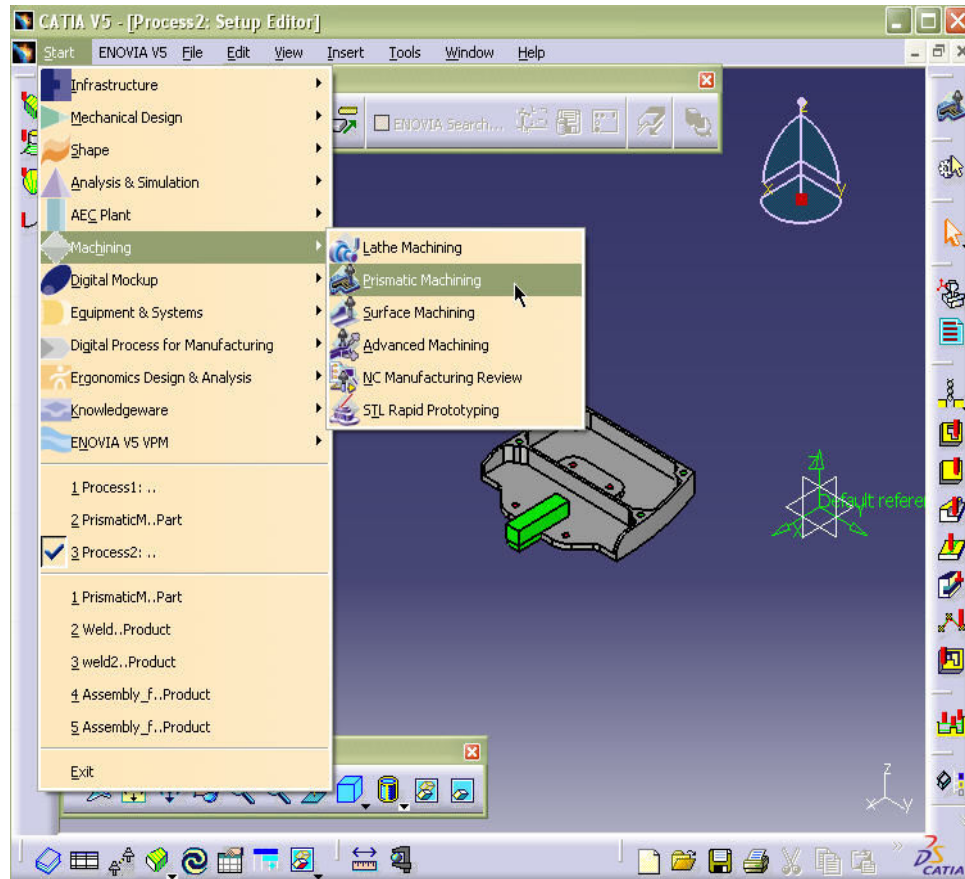 CATIA V5 - [Process2: Setup Editor]
Start ENOVIA V5 File Edit View Insert Tools Window Help
Infrastructure
Mechanical Design
Shape
Analysis & Simulation
AEC Plant
Machining
Digital Mockup
Equipment & Systems
Digital Process for Manufacturing
Ergonomics Design & Analysis
Knowledgeware
ENOVIA V5 VPM
1 Process1: ..
2 PrismaticM..Part
3 Process2: ..
1 PrismaticM..Part
2 Weld..Product
3 weld2..Product
4 Assembly_f..Product
5 Assembly_f..Product
Exit
ENOVIA Search...
Lathe Machining
Prismatic Machining
Surface Machining
Advanced Machining
NC Manufacturing Review
STL Rapid Prototyping
z
x
y
Z
Default refere
Y
X
z
x
y
DS
CATIA